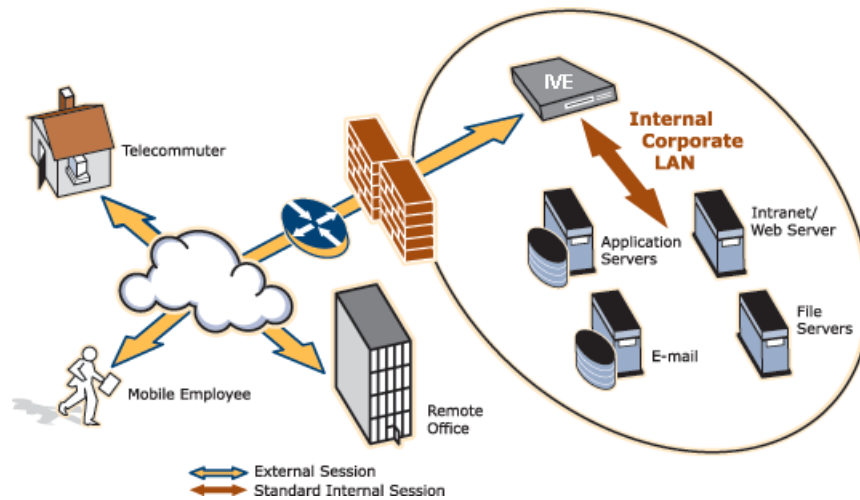 IVE
Internal
Corporate
LAN
Telecommuter
Application
Servers
Intranet/
Web Server
E-mail
File
Servers
Mobile Employee
Remote
Office
External Session
Standard Internal Session